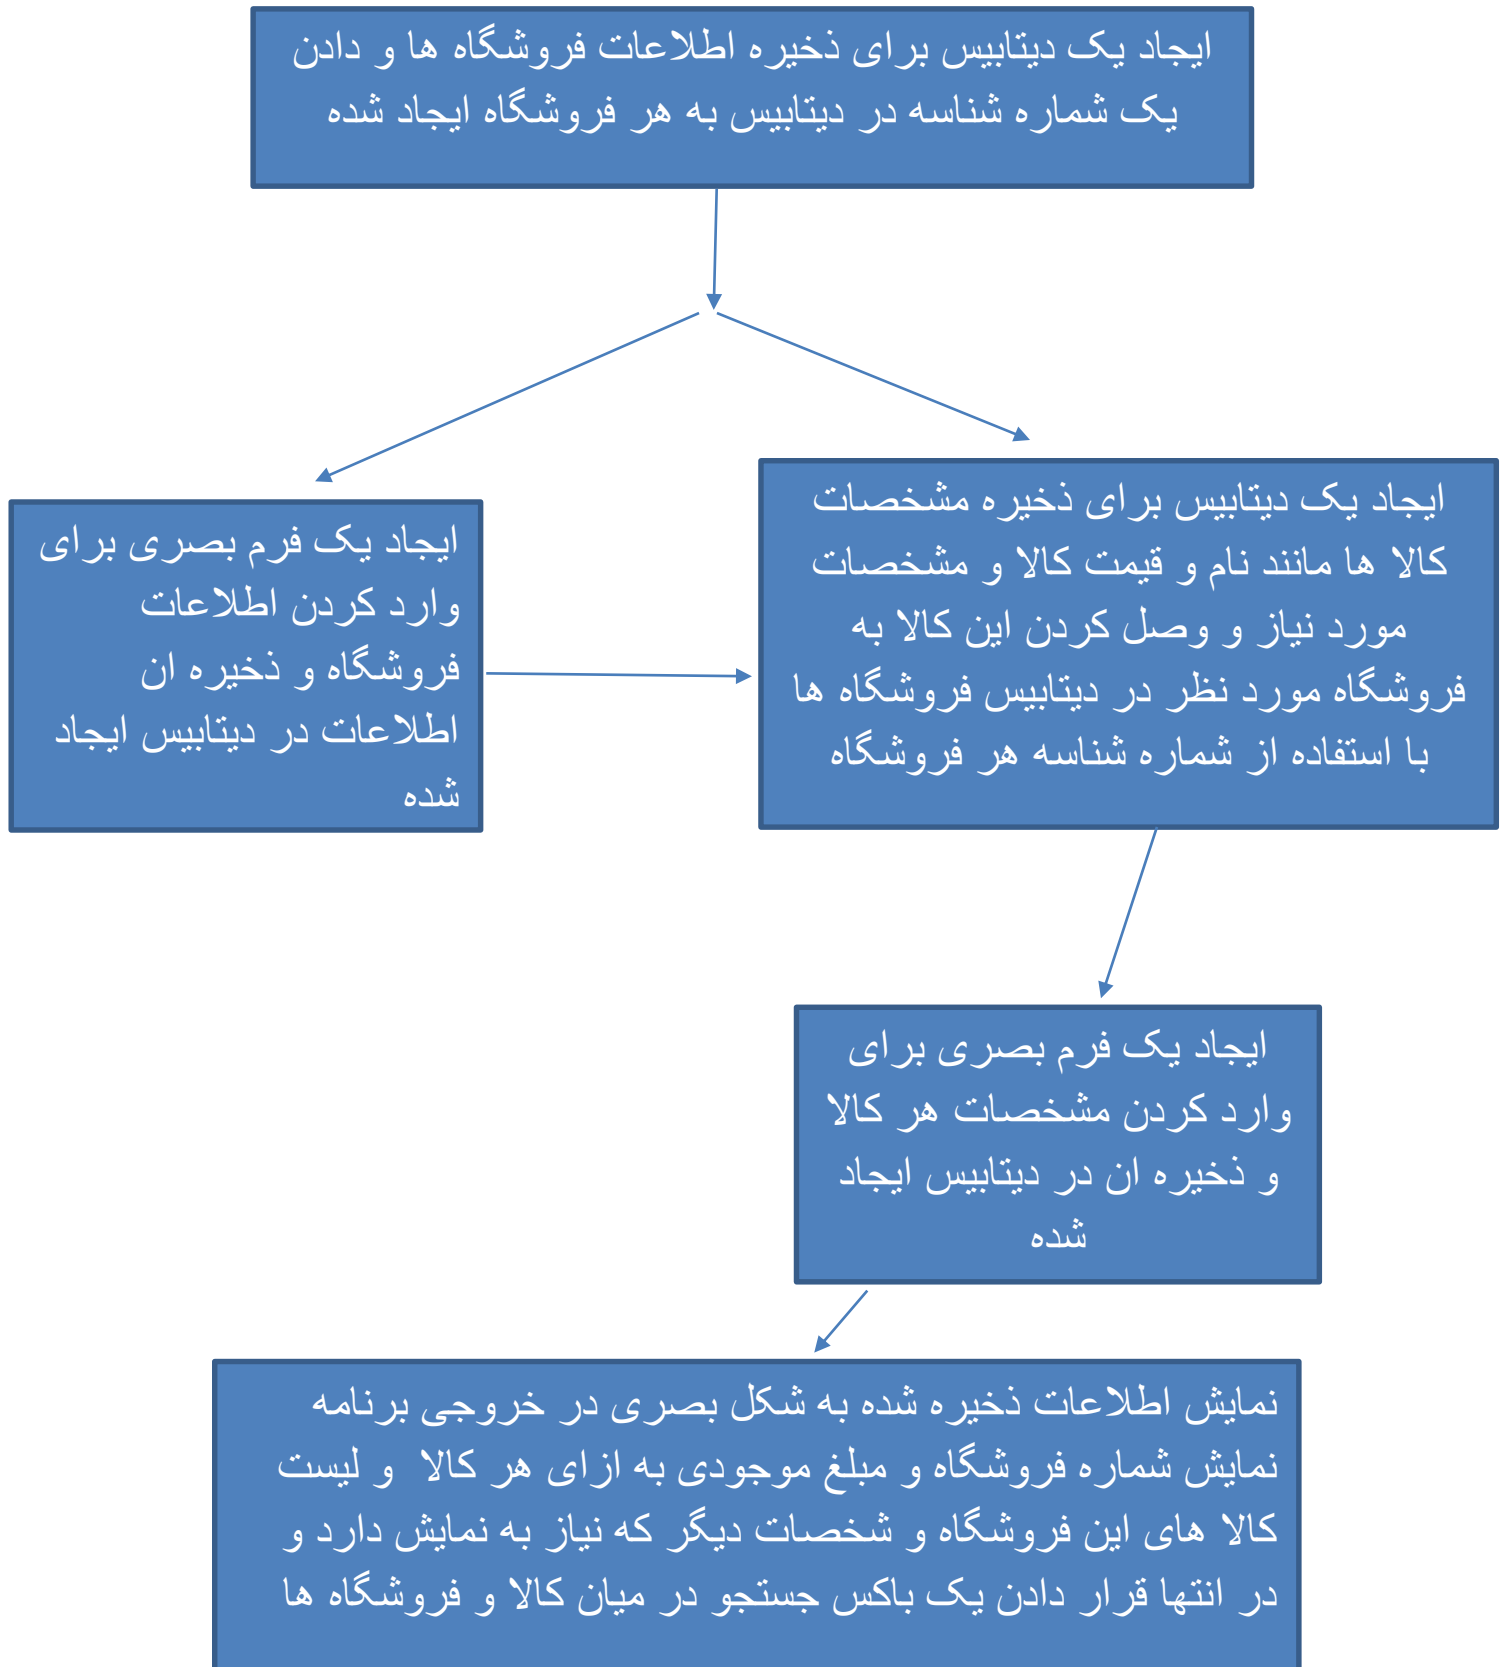 ایجاد یک دیتابیس برای ذخیره اطلاعات فروشگاه ها و دادن
یک شماره شناسه در دیتابیس به هر فروشگاه ایجاد شده
ایجاد یک دیتابیس برای ذخیره مشخصات
کالا ها مانند نام و قیمت کالا و مشخصات
مورد نیاز و وصل کردن این کالا به
فروشگاه مورد نظر در دیتابیس فروشگاه ها
با استفاده از شماره شناسه هر فروشگاه
ایجاد یک فرم بصری برای
وارد کردن اطلاعات
فروشگاه و ذخیره ان
اطلاعات در دیتابیس ایجاد
شده
ایجاد یک فرم بصری برای
وارد کردن مشخصات هر کالا
و ذخیره ان در دیتابیس ایجاد
شده
نمایش اطلاعات ذخیره شده به شکل بصری در خروجی برنامه
نمایش شماره فروشگاه و مبلغ موجودی به ازای هر کالا و لیست
کالا های این فروشگاه و شخصات دیگر که نیاز به نمایش دارد و
در انتها قرار دادن یک باکس جستجو در میان کالا و فروشگاه ها